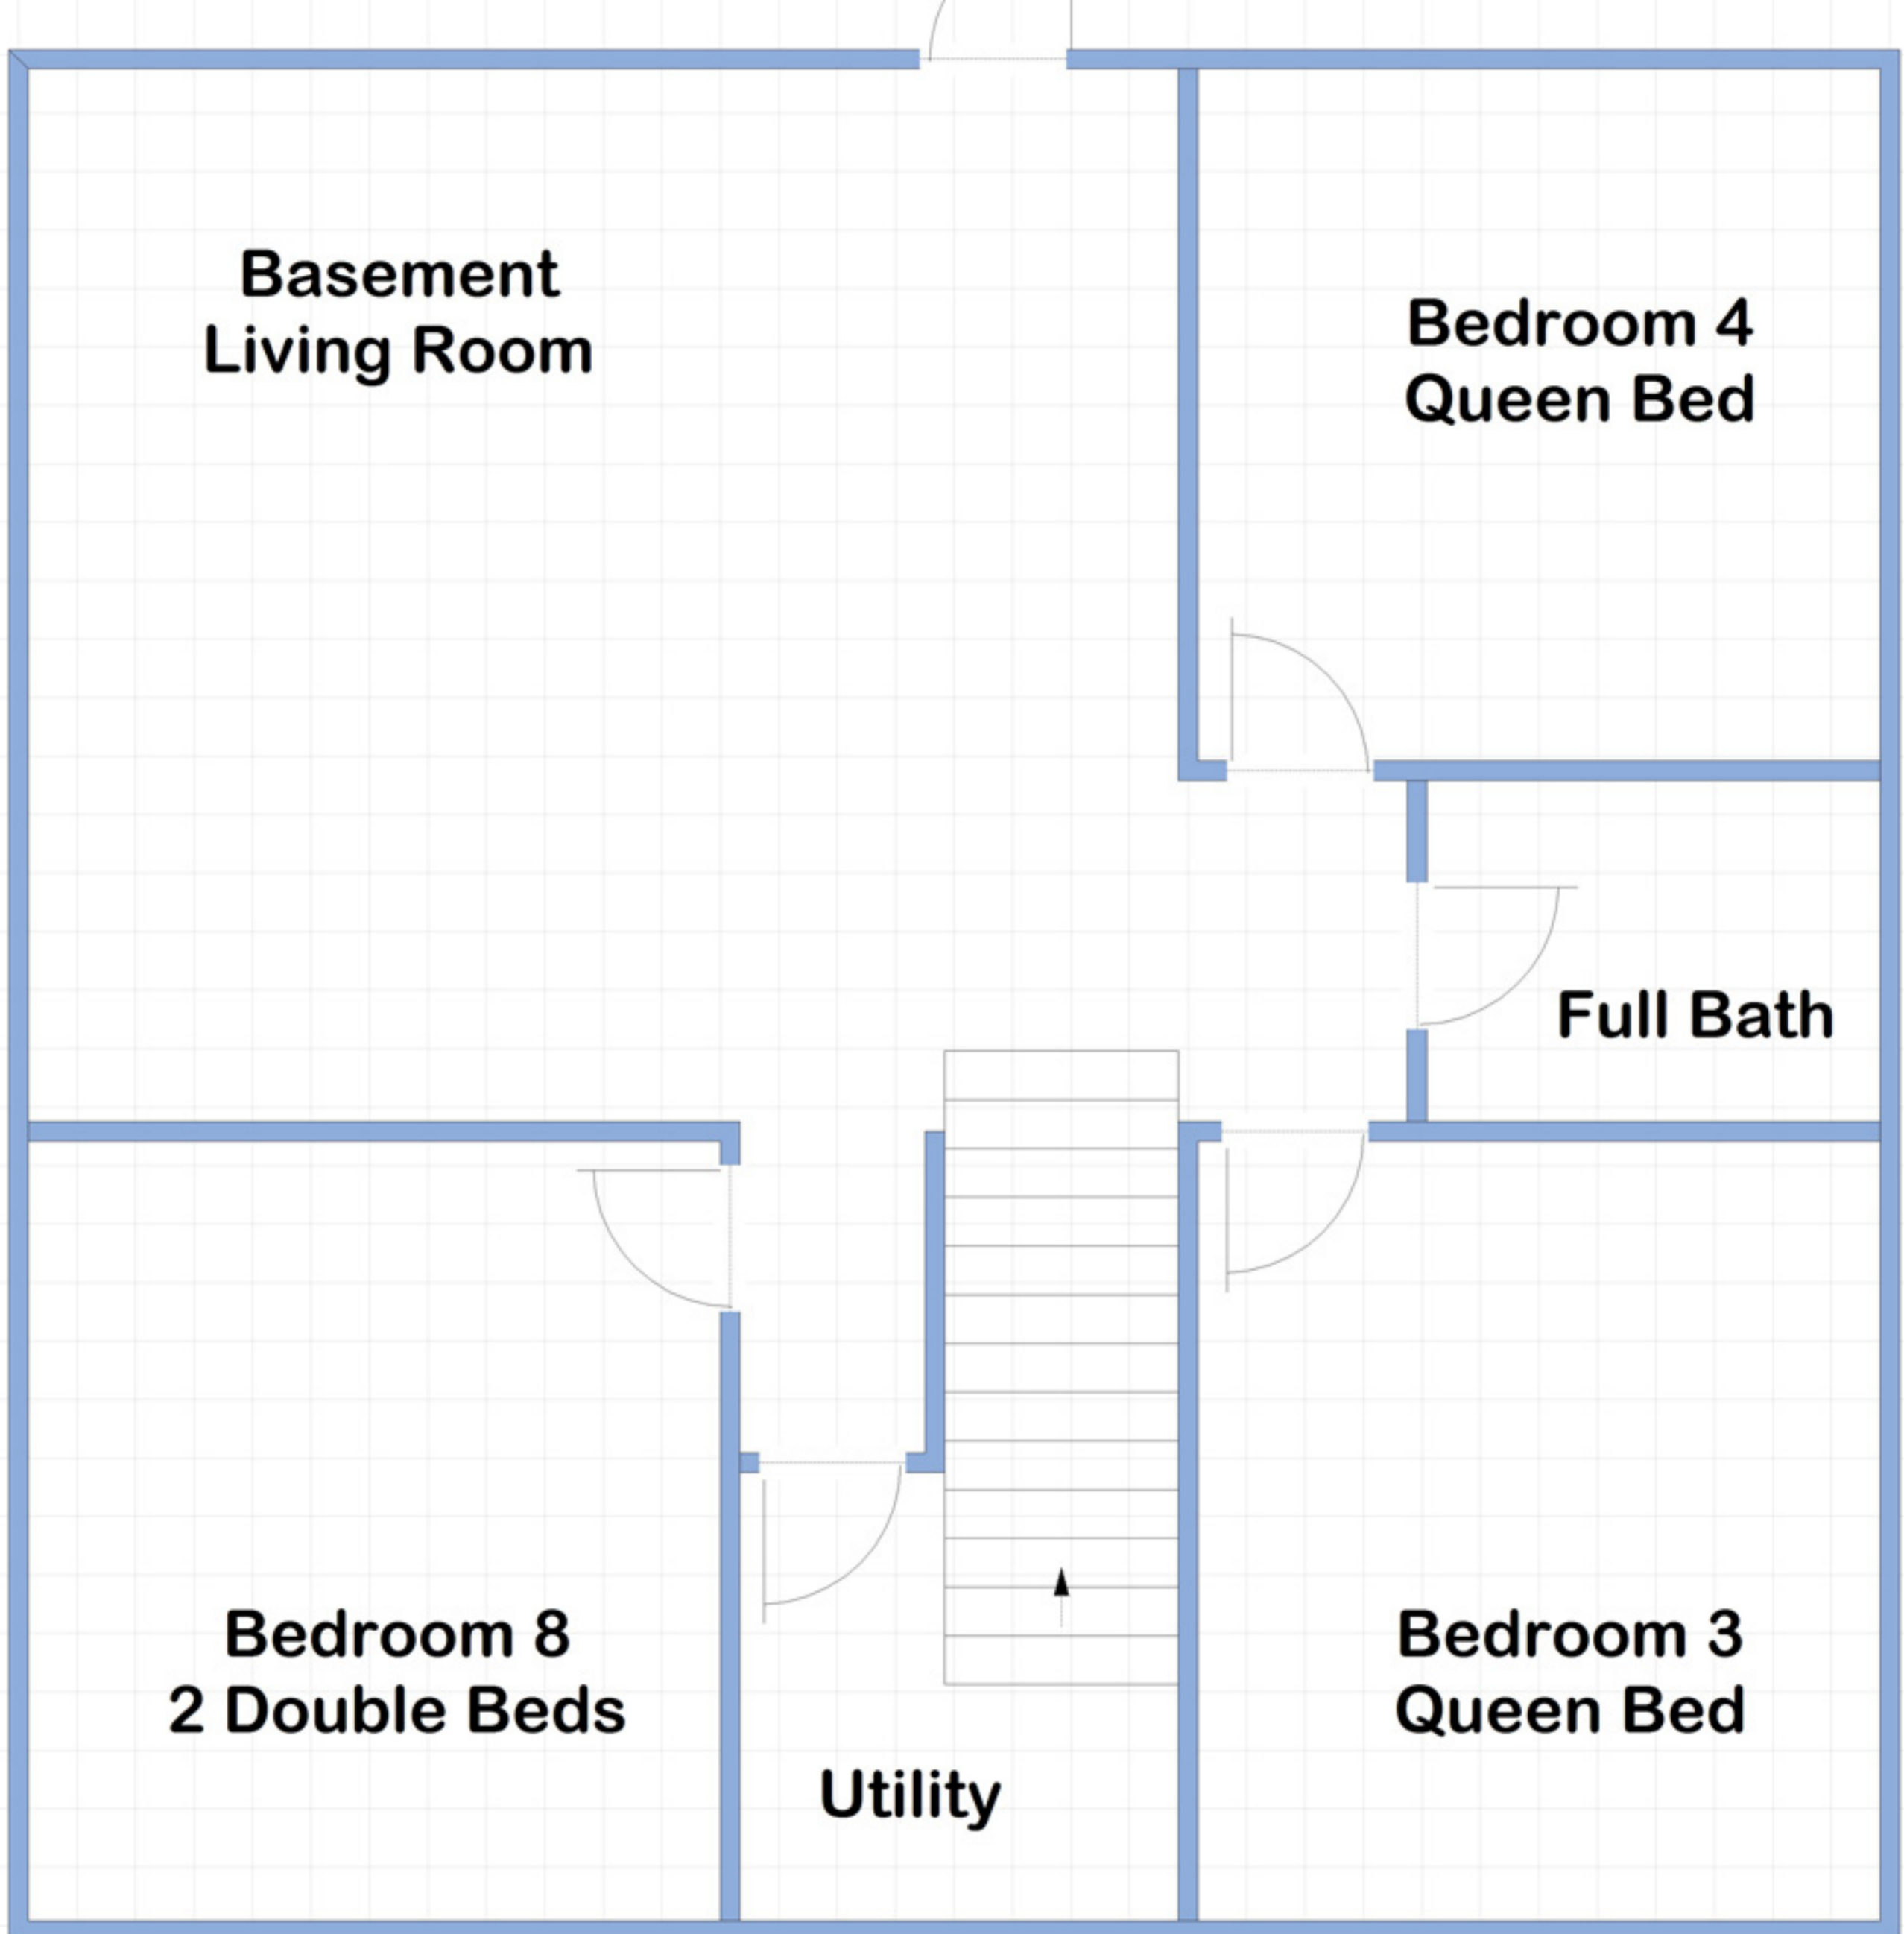 Basement
Living Room
Bedroom 4
Queen Bed
Full Bath
Bedroom 8
2 Double Beds
Bedroom 3
Queen Bed
Utility